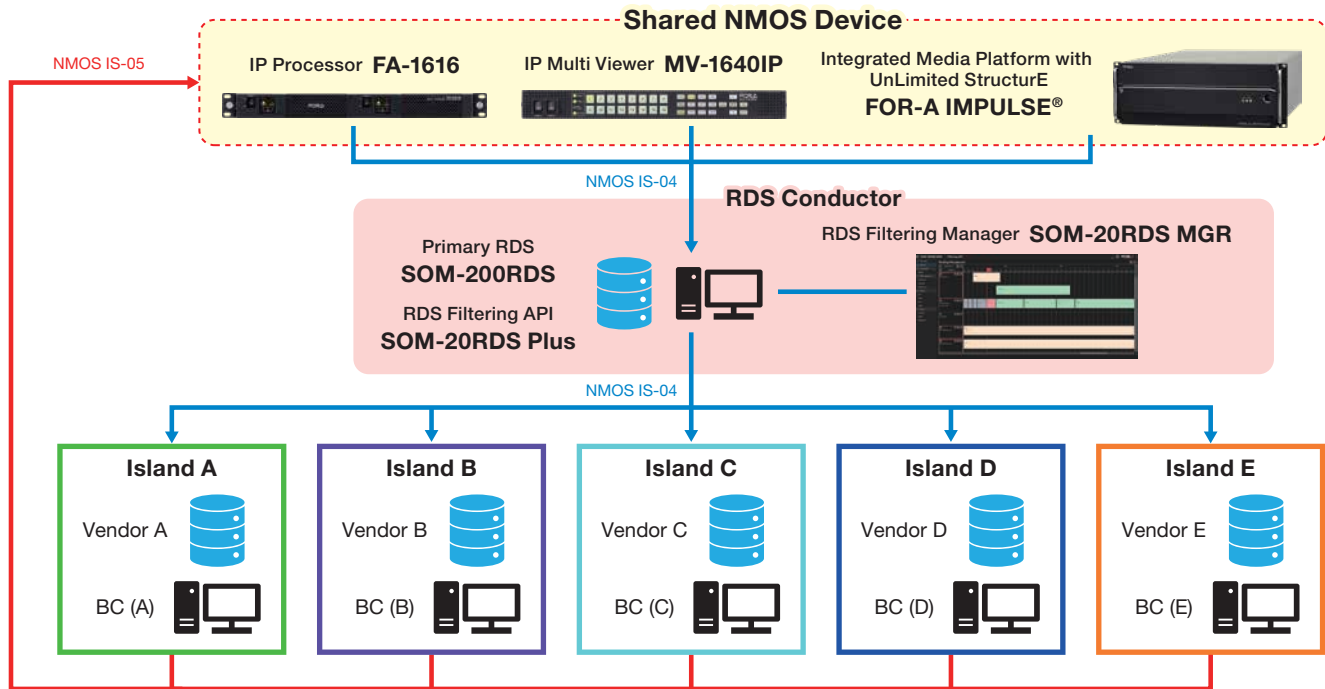 Shared NMOS Device
NMOS IS-05
IP Processor FA-1616
IP Multi Viewer MV-1640IP
Integrated Media Platform with
UnLimited StructurE
FOR-A IMPULSE®
NMOS IS-04
RDS Conductor
Primary RDS
SOM-200RDS
RDS Filtering API
SOM-20RDS Plus
RDS Filtering Manager SOM-20RDS MGR
NMOS IS-04
Island A
Vendor A
BC (A)
Island B
Vendor B
BC (B)
Island C
Vendor C
BC (C)
Island D
Vendor D
BC (D)
Island E
Vendor E
BC (E)